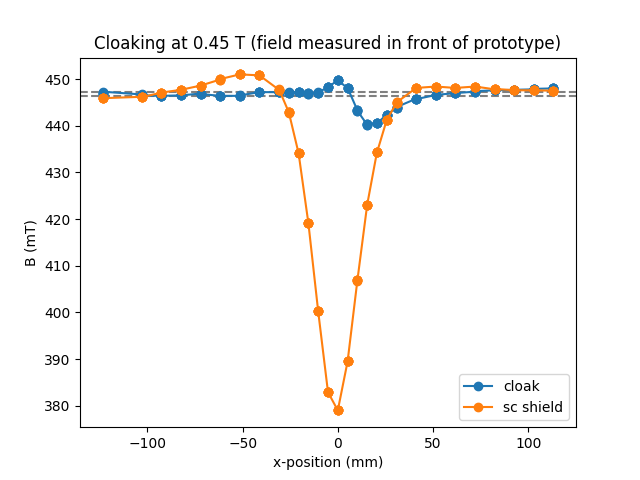 Cloaking at 0.45 T (field measured in front of prototype)
450
440
430
420
410
400
390
380
B (mT)
−100
−50
0
50
100
x-position (mm)
cloak
sc shield